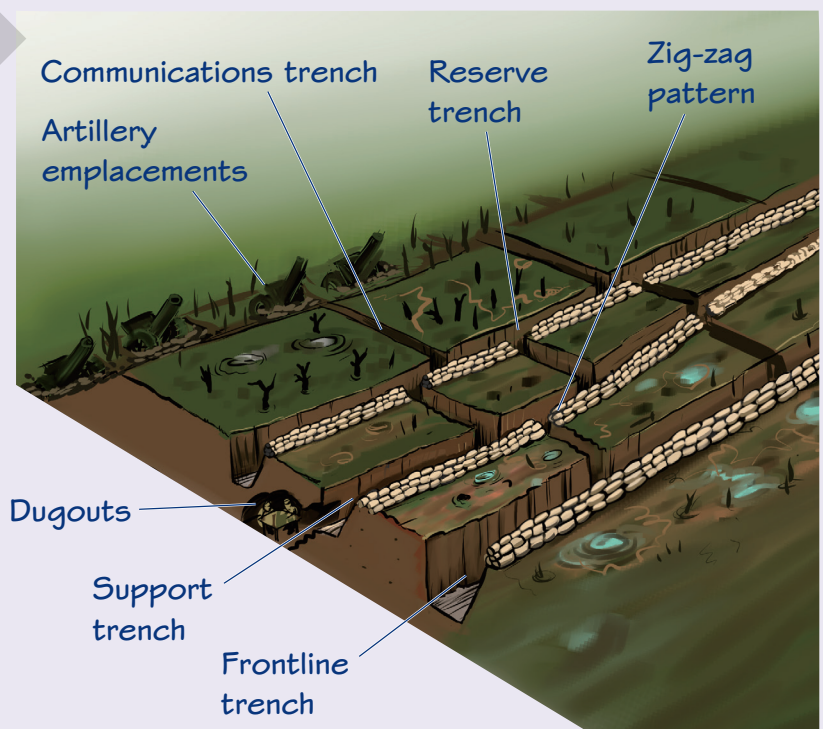 Communications trench
Artillery
emplacements
Reserve
trench
Zig-zag
pattern
Dugouts
Support
trench
Frontline
trench